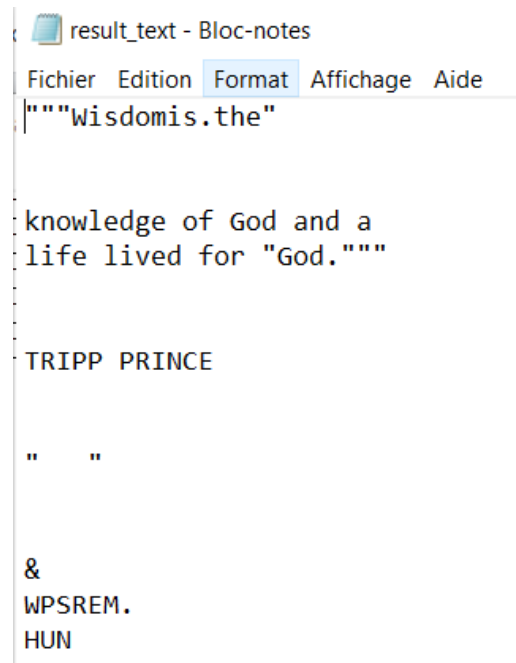 result_text - Bloc-notes
Fichier Edition Format Affichage Aide
"""Wisdomis.the"
knowledge of God and a
life lived for "God."""
TRIPP PRINCE
"   "
&
WPSREM.
HUN